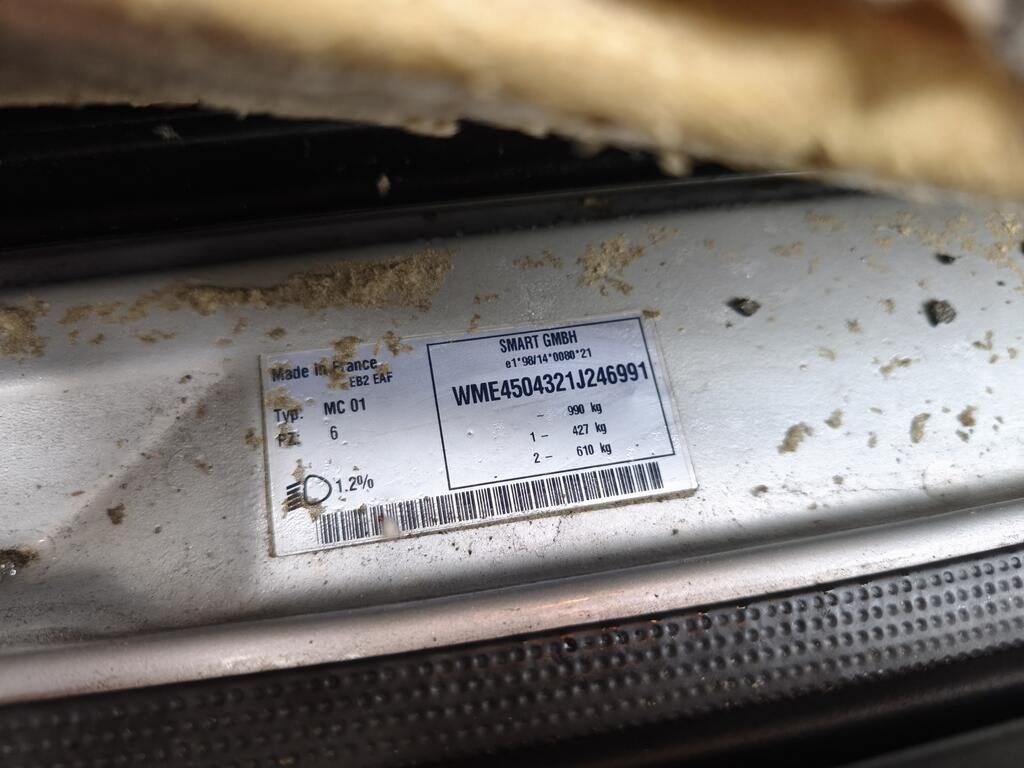 Made in France
EB2 EAF
Typ. MC 01
PZ. 6
1.2%
SMART GMBH
e1*98/14*0080*21
WME4504321J246991
- 990 kg
1 - 427 kg
2 - 610 kg